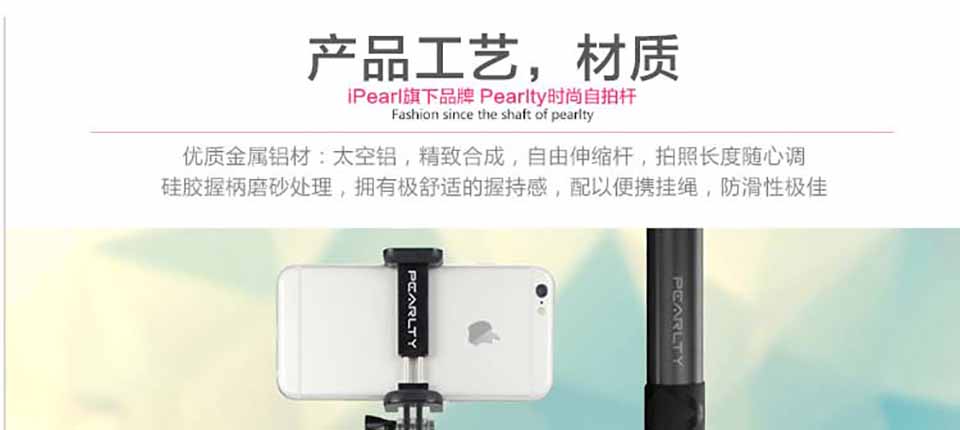 产品工艺，材质
iPearl旗下品牌 Pearlty时尚自拍杆
Fashion since the shaft of pearlty
优质金属铝材：太空铝，精致合成，自由伸缩杆，拍照长度随心调
硅胶握柄磨砂处理，拥有极舒适的握持感，配以便携挂绳，防滑性极佳
PEARLTY
PEARLTY